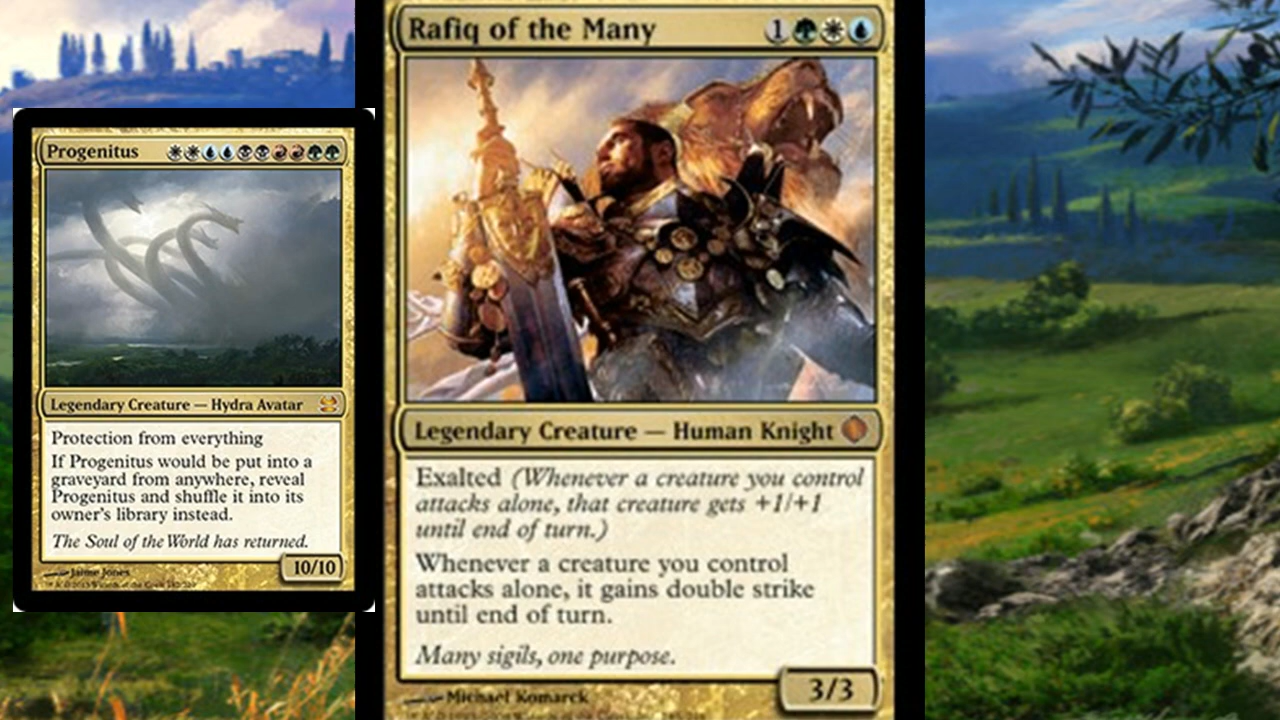 Progenitus
Legendary Creature — Hydra Avatar
Protection from everything
If Progenitus would be put into a
graveyard from anywhere, reveal
Progenitus and shuffle it into its
owner's library instead.
The Soul of the World has returned.
10/10
Jaime Jones
Rafiq of the Many
1
Legendary Creature — Human Knight
Exalted (Whenever a creature you control
attacks alone, that creature gets +1/+1
until end of turn.)
Whenever a creature you control
attacks alone, it gains double strike
until end of turn.
Many sigils, one purpose.
3/3
Michael Komarck